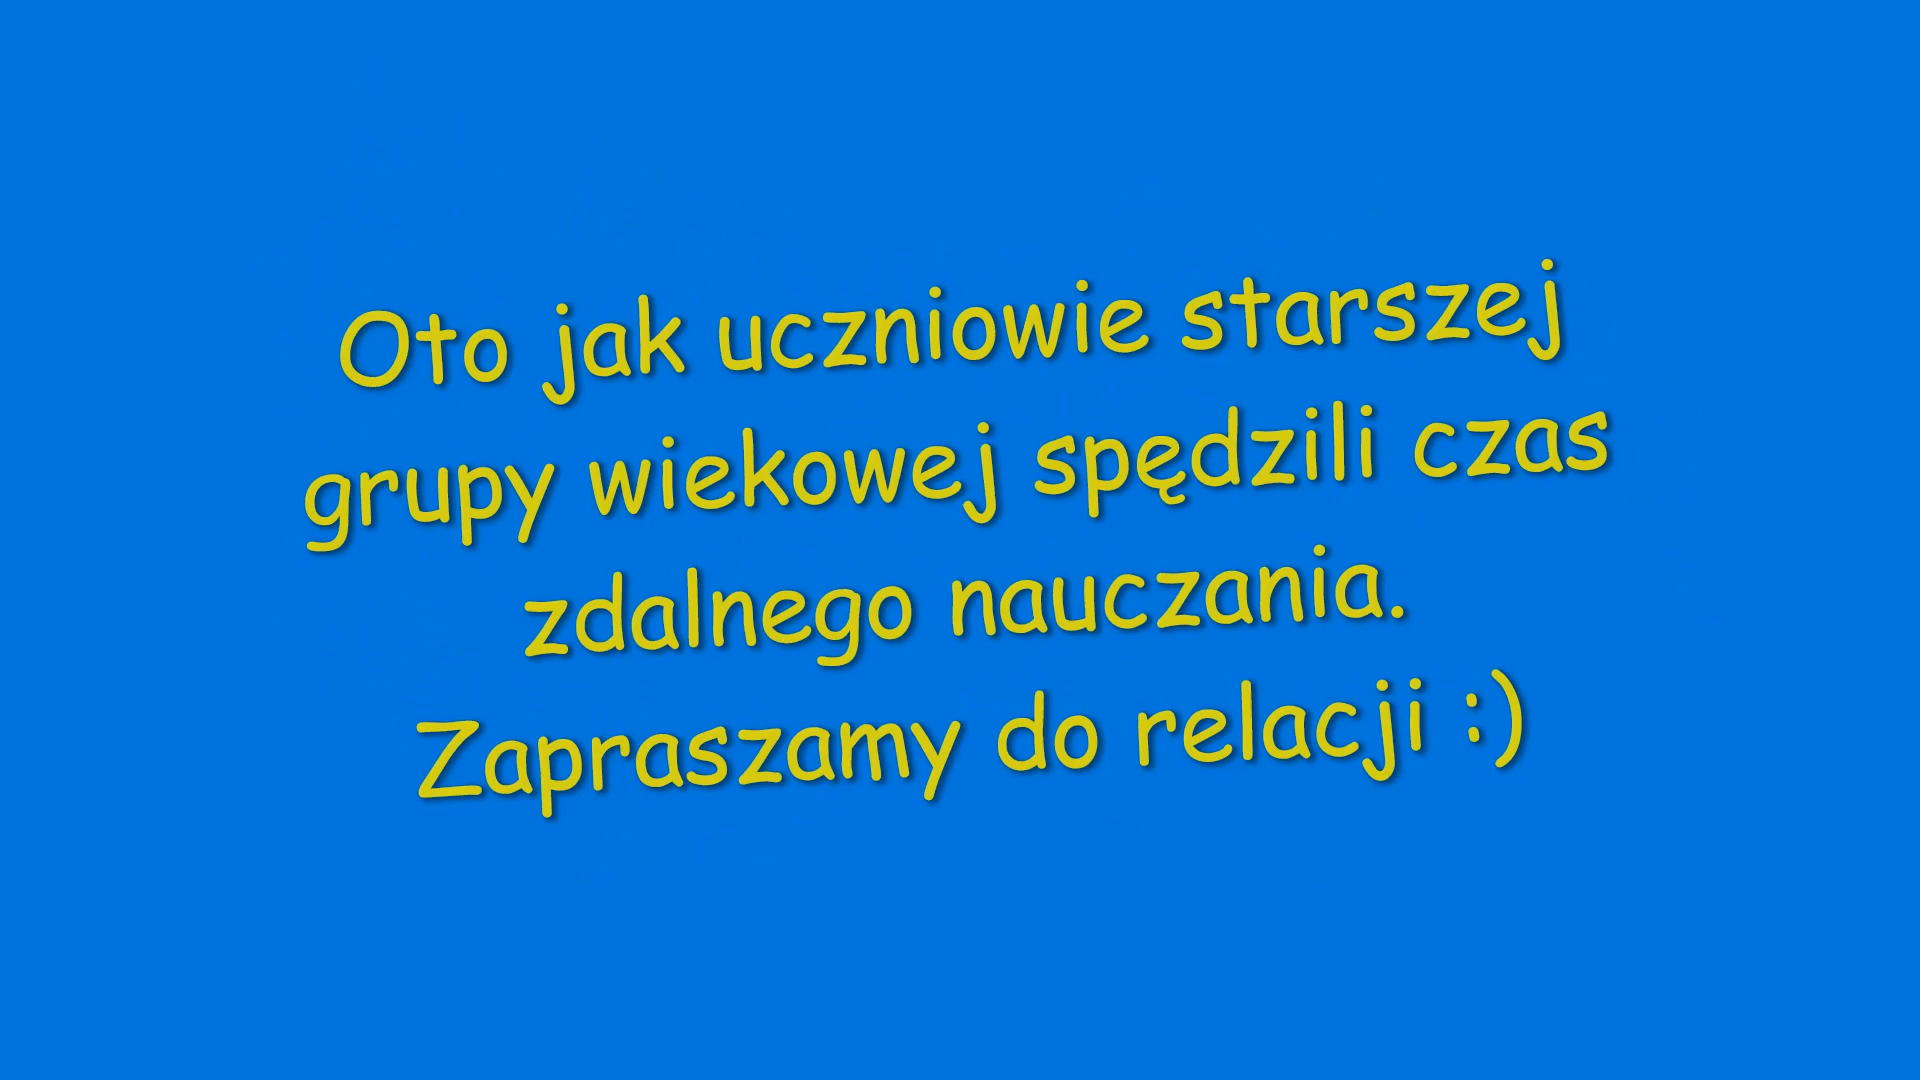 Oto jak uczniowie starszej
grupy wiekowej spędzili czas
zdalnego nauczania.
Zapraszamy do relacji :)